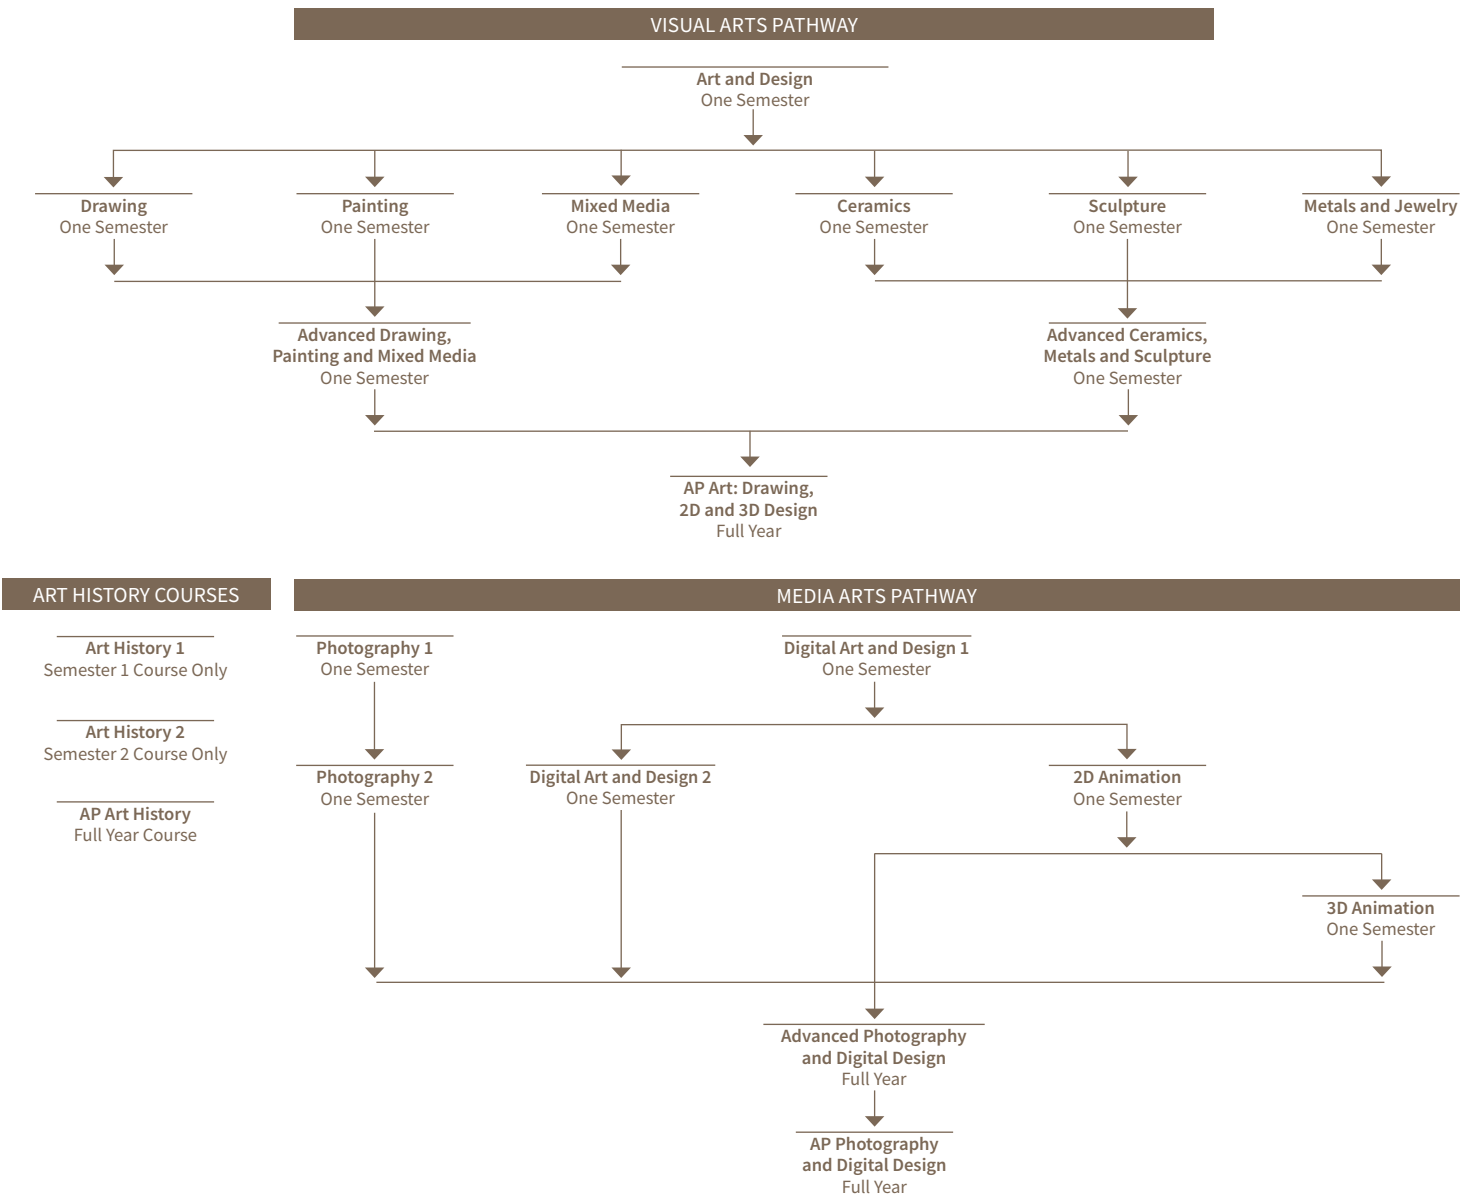 VISUAL ARTS PATHWAY
Art and Design
One Semester
Drawing
One Semester
Painting
One Semester
Mixed Media
One Semester
Ceramics
One Semester
Sculpture
One Semester
Metals and Jewelry
One Semester
Advanced Drawing,
Painting and Mixed Media
One Semester
Advanced Ceramics,
Metals and Sculpture
One Semester
AP Art: Drawing,
2D and 3D Design
Full Year
ART HISTORY COURSES
Art History 1
Semester 1 Course Only
Art History 2
Semester 2 Course Only
AP Art History
Full Year Course
MEDIA ARTS PATHWAY
Photography 1
One Semester
Digital Art and Design 1
One Semester
Photography 2
One Semester
Digital Art and Design 2
One Semester
2D Animation
One Semester
3D Animation
One Semester
Advanced Photography
and Digital Design
Full Year
AP Photography
and Digital Design
Full Year